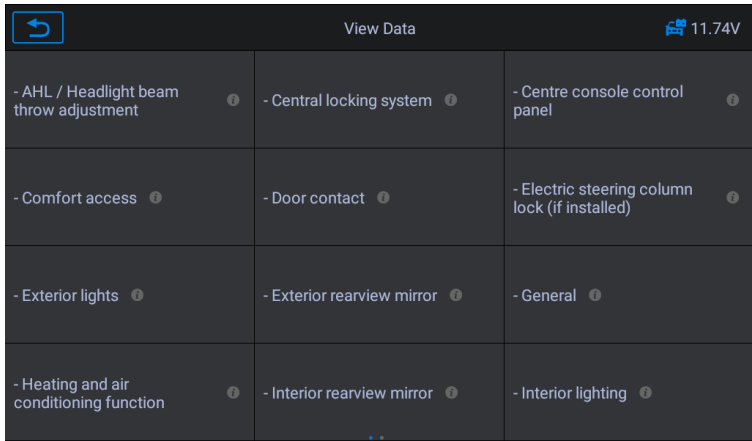 View Data
11.74V
- AHL / Headlight beam
throw adjustment
- Central locking system
- Centre console control
panel
- Comfort access
- Door contact
- Electric steering column
lock (if installed)
- Exterior lights
- Exterior rearview mirror
- General
- Heating and air
conditioning function
- Interior rearview mirror
- Interior lighting